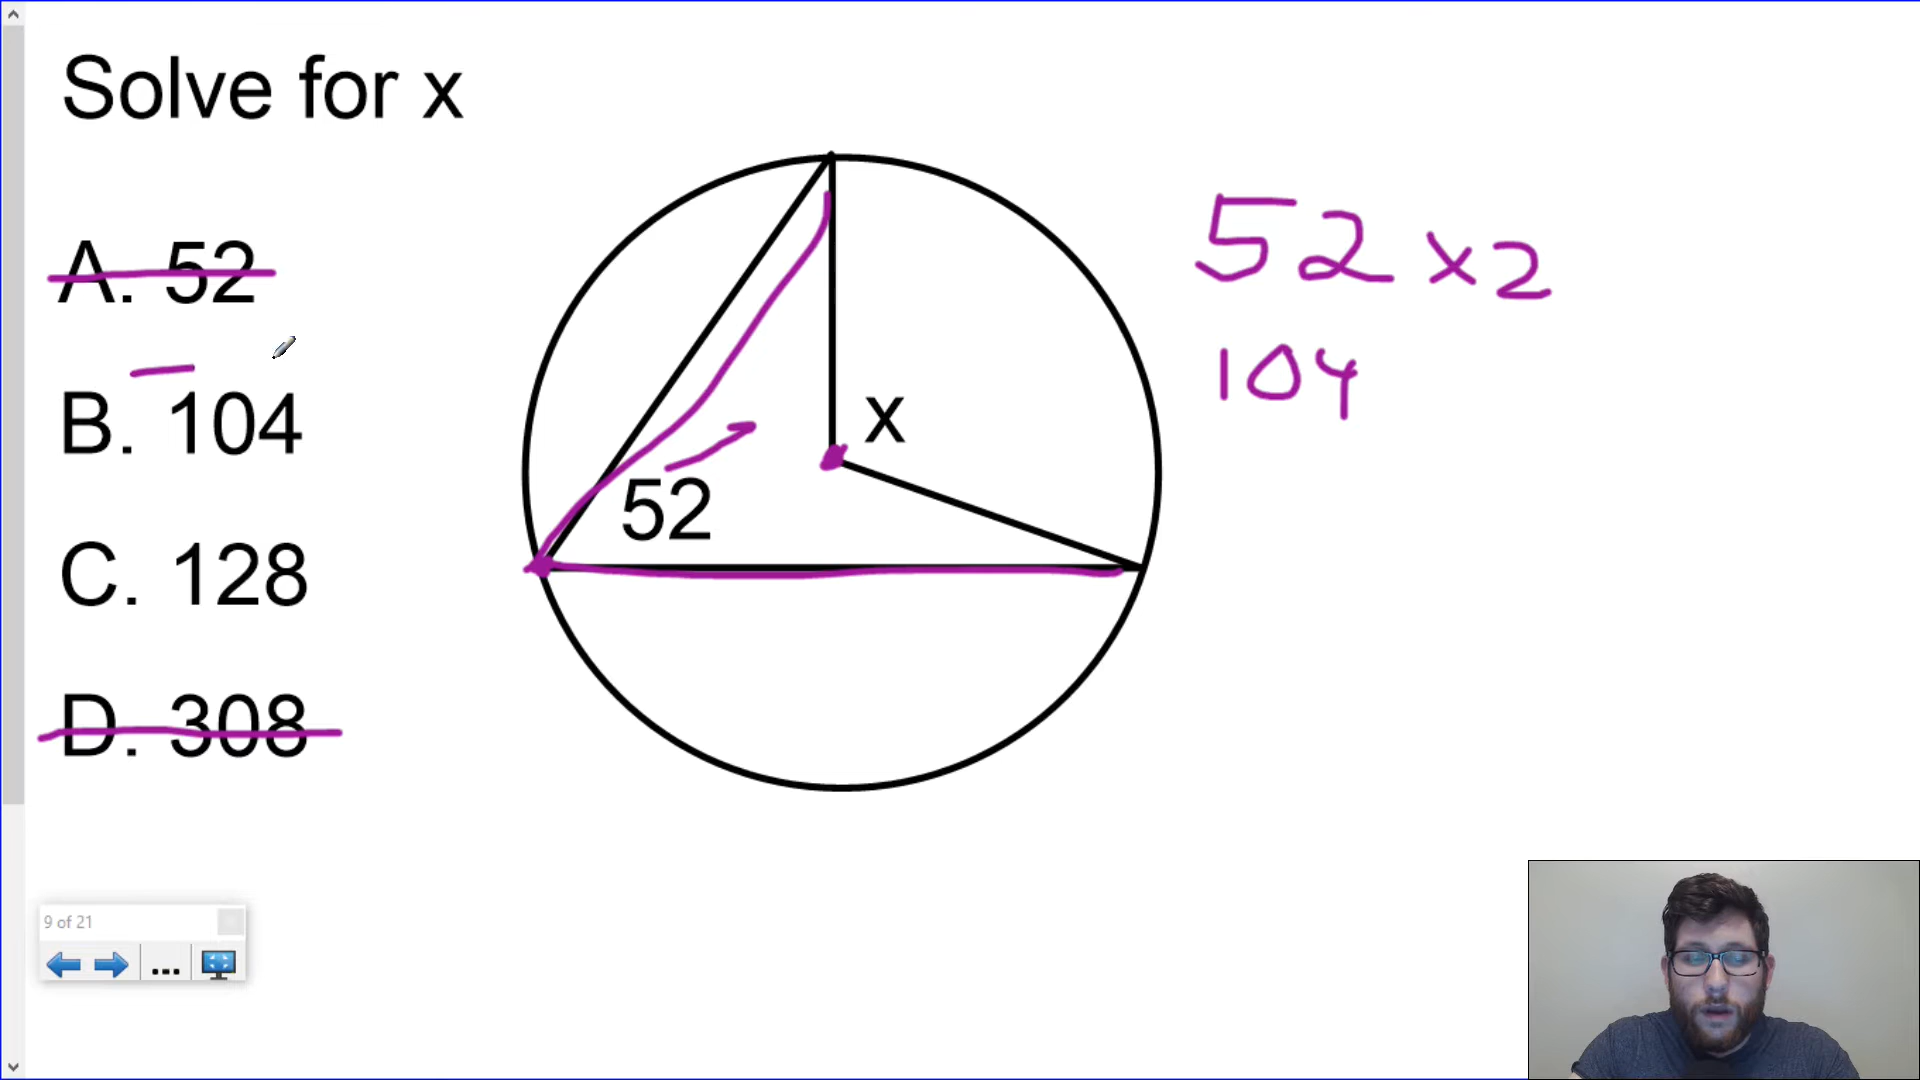 Solve for x
A. 52
B. 104
C. 128
D. 308
x
52
52 x 2
104
9 of 21
...